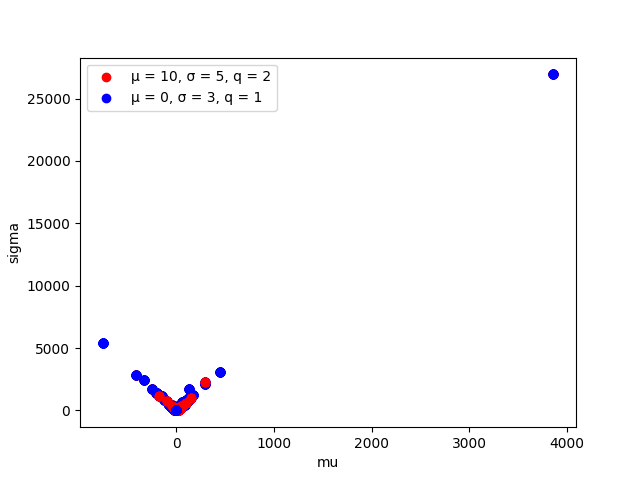 μ = 10, σ = 5, q = 2
μ = 0, σ = 3, q = 1
25000
20000
15000
10000
5000
0
sigma
0
1000
2000
3000
4000
mu